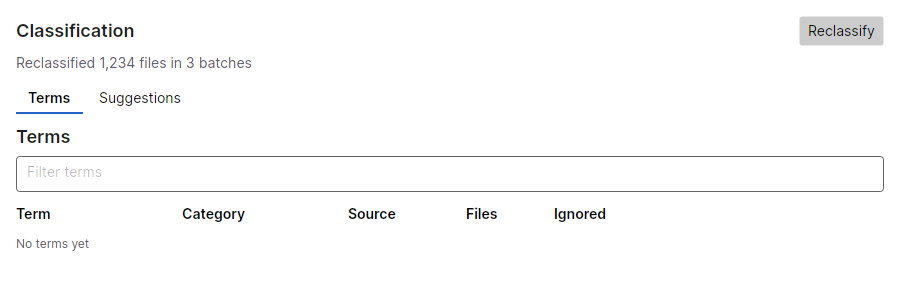 Classification
Reclassify
Reclassified 1,234 files in 3 batches
Terms Suggestions
Terms
Filter terms
Term Category Source Files Ignored
No terms yet